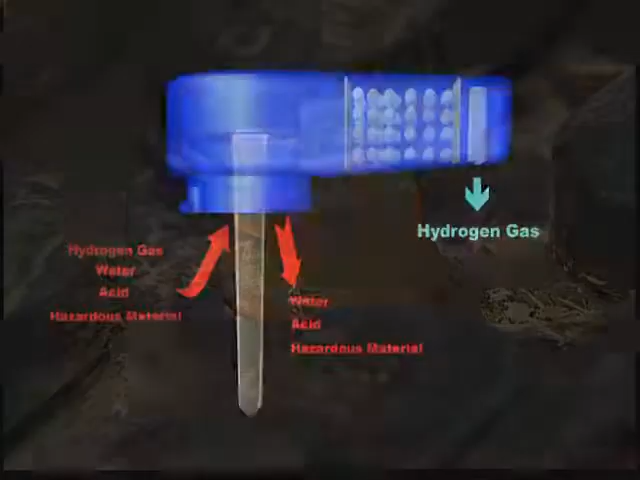 Hydrogen Gas
Water
Acid
Hazardous Material
Water
Acid
Hazardous Material
Hydrogen Gas